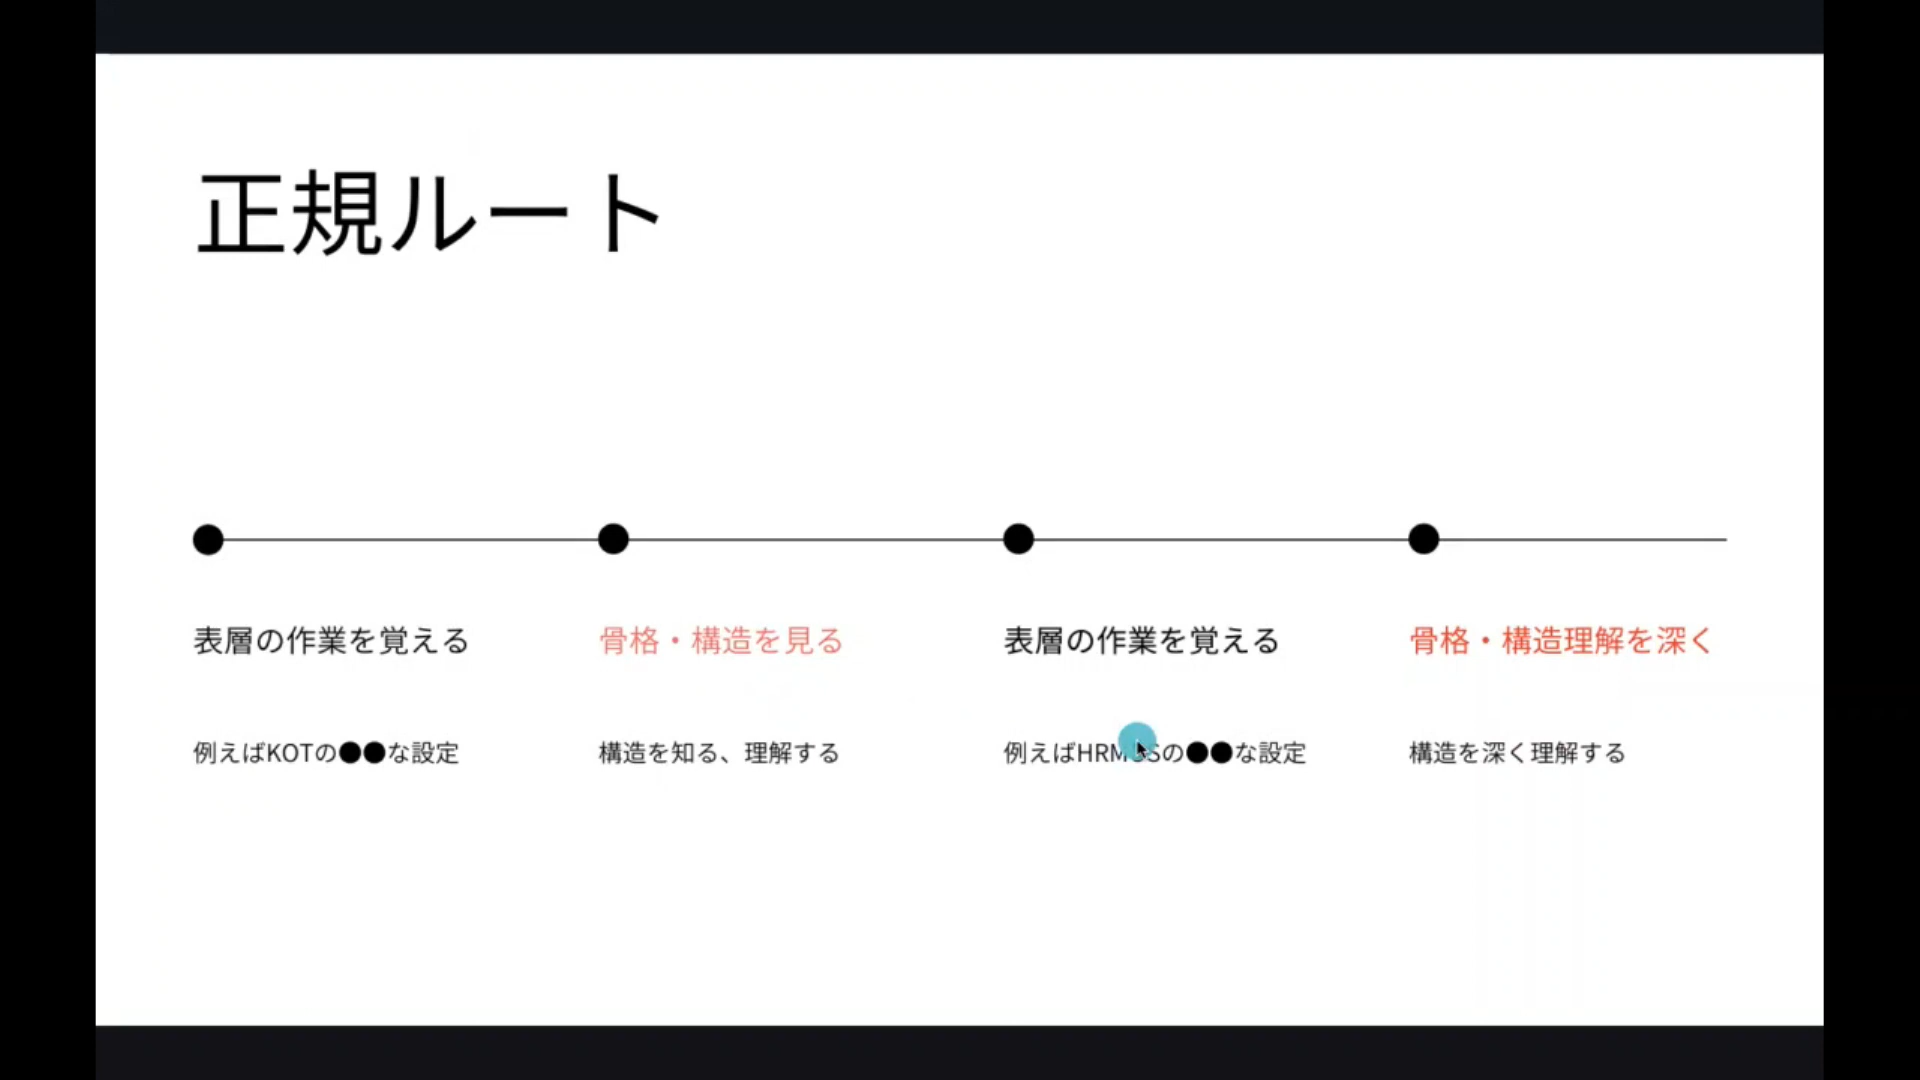 正規ルート
表層の作業を覚える
例えばKOTの●●な設定
骨格・構造を見る
構造を知る、理解する
表層の作業を覚える
例えばHRMOSの●●な設定
骨格・構造理解を深く
構造を深く理解する